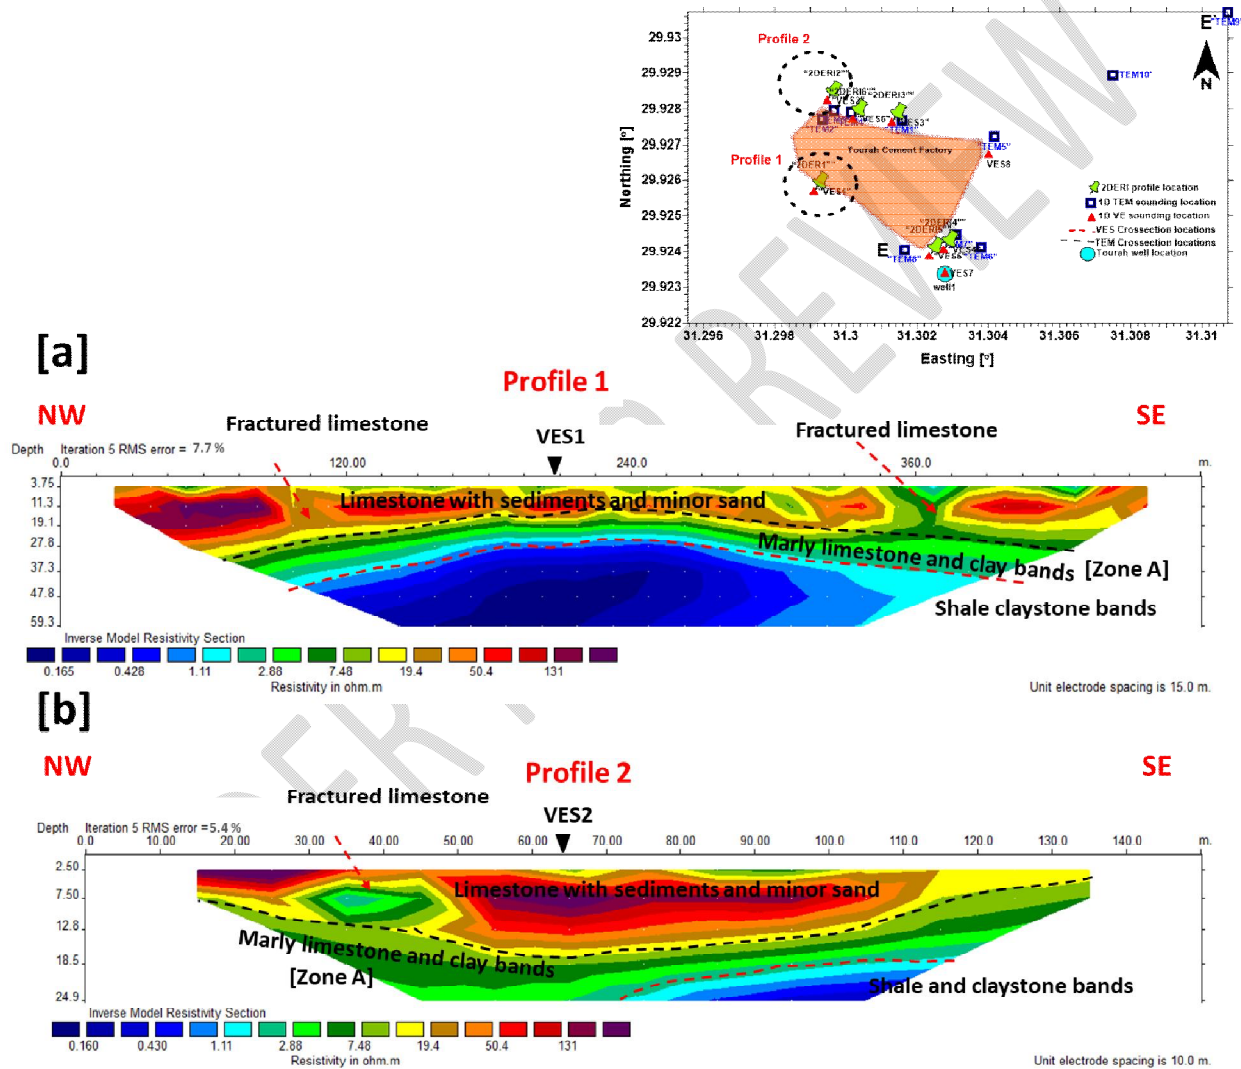 PEER REVIEW
29.93
29.929
29.928
29.927
29.926
29.925
29.924
29.923
29.922
Northing [°]
31.296
31.298
31.3
31.302
31.304
31.306
31.308
31.31
Easting [°]
Profile 2
Profile 1
E'
"TEM9"
"TEM10"
N
"2DERI2""
"2DERI6""
"2DERI3""
"VES2"
"VES6"
"VES3"
"TEM2"
Tourah Cement Factory
"TEM5"
VES8
"2DERI4""
E
"TEM6"
VES7
well1
2DERI profile location
1D TEM sounding location
1D VE sounding location
VES Crossection locations
TEM Crossection locations
Tourah well location
[a]
Profile 1
NW
SE
Fractured limestone
VES1
Fractured limestone
Depth Iteration 5 RMS error = 7.7 %
0.0 120.00 240.0 360.0 m.
3.75
11.3
19.1
27.8
37.3
47.8
59.3
Limestone with sediments and minor sand
Marly limestone and clay bands [Zone A]
Shale claystone bands
Inverse Model Resistivity Section
0.165 0.428 1.11 2.88 7.48 19.4 50.4 131
Resistivity in ohm.m
Unit electrode spacing is 15.0 m.
[b]
NW
Profile 2
SE
Fractured limestone
VES2
Depth Iteration 5 RMS error =5.4 %
0.0 10.00 20.00 30.00 40.00 50.00 60.00 70.00 80.00 90.00 100.0 110.0 120.0 130.0 140.0 m.
2.50
7.50
12.8
18.5
24.9
Limestone with sediments and minor sand
Marly limestone and clay bands
[Zone A]
Shale and claystone bands
Inverse Model Resistivity Section
0.160 0.430 1.11 2.88 7.48 19.4 50.4 131
Resistivity in ohm.m
Unit electrode spacing is 10.0 m.